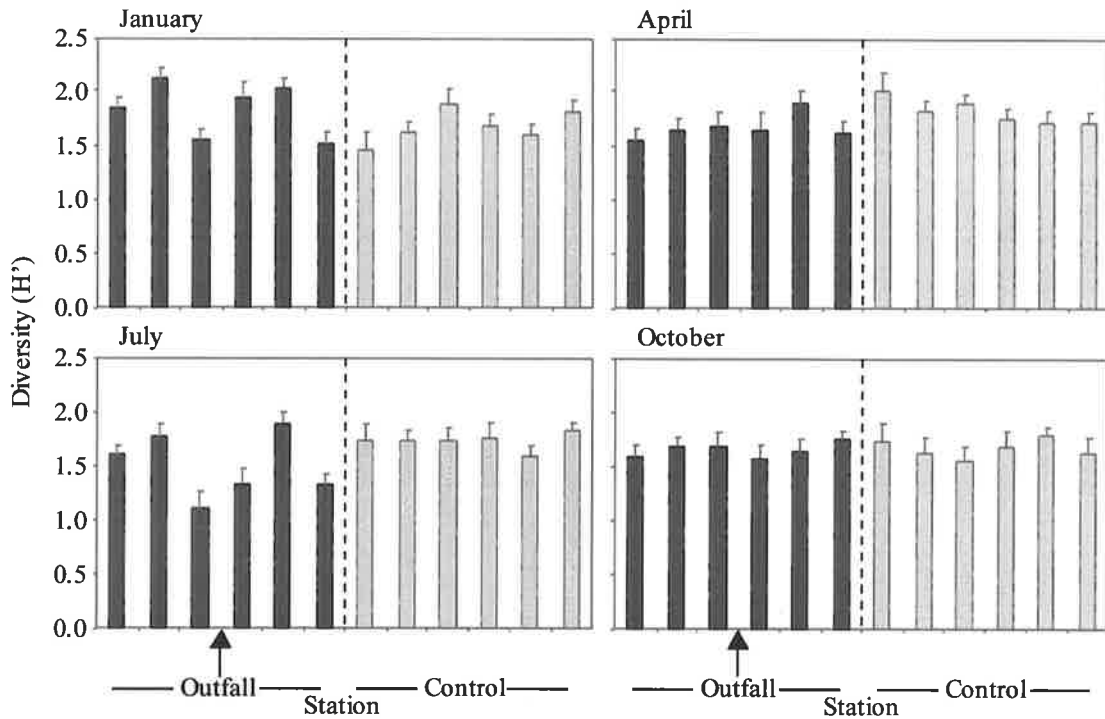 January
April
2.5
2.0
1.5
1.0
0.5
0.0
July
October
2.5
2.0
1.5
1.0
0.5
0.0
Diversity (H')
Outfall
Control
Outfall
Control
Station
Station